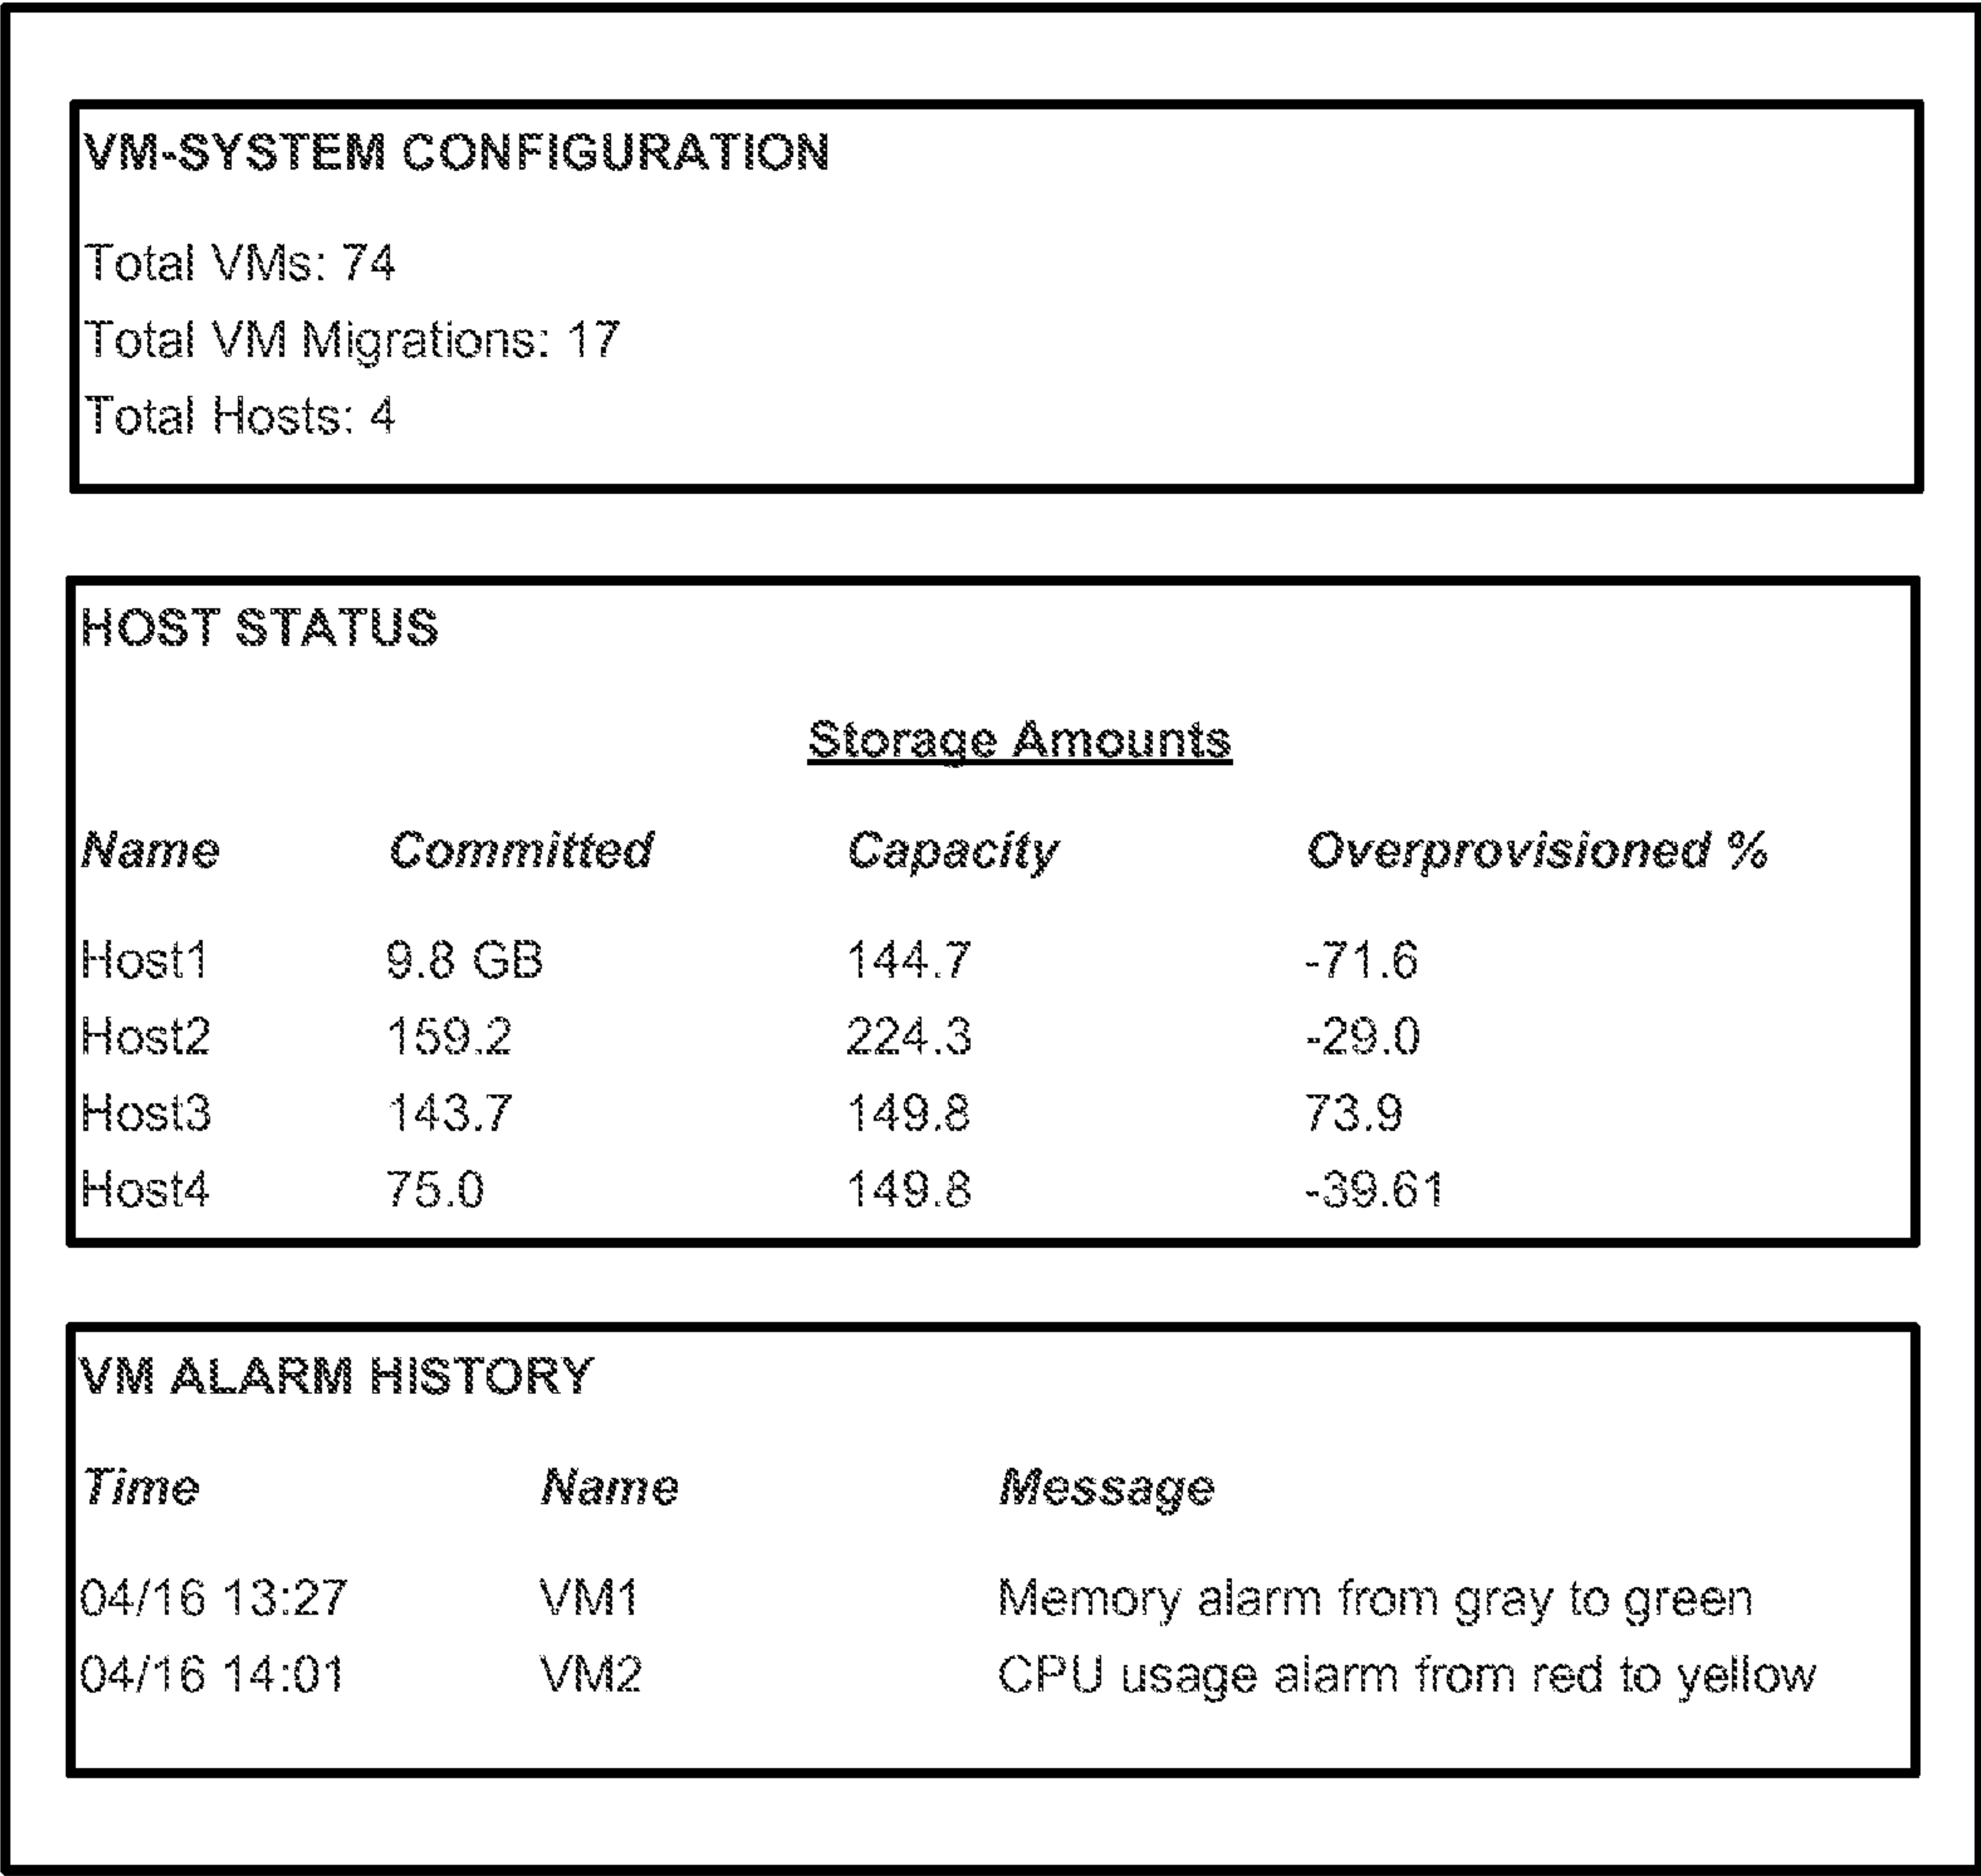 VM-SYSTEM CONFIGURATION
Total VMs: 74
Total VM Migrations: 17
Total Hosts: 4
HOST STATUS
Storage Amounts
Name Committed Capacity Overprovisioned %
Host1 9.8 GB 144.7 -71.6
Host2 159.2 224.3 -29.0
Host3 143.7 149.8 73.9
Host4 75.0 149.8 -39.61
VM ALARM HISTORY
Time Name Message
04/16 13:27 VM1 Memory alarm from gray to green
04/16 14:01 VM2 CPU usage alarm from red to yellow